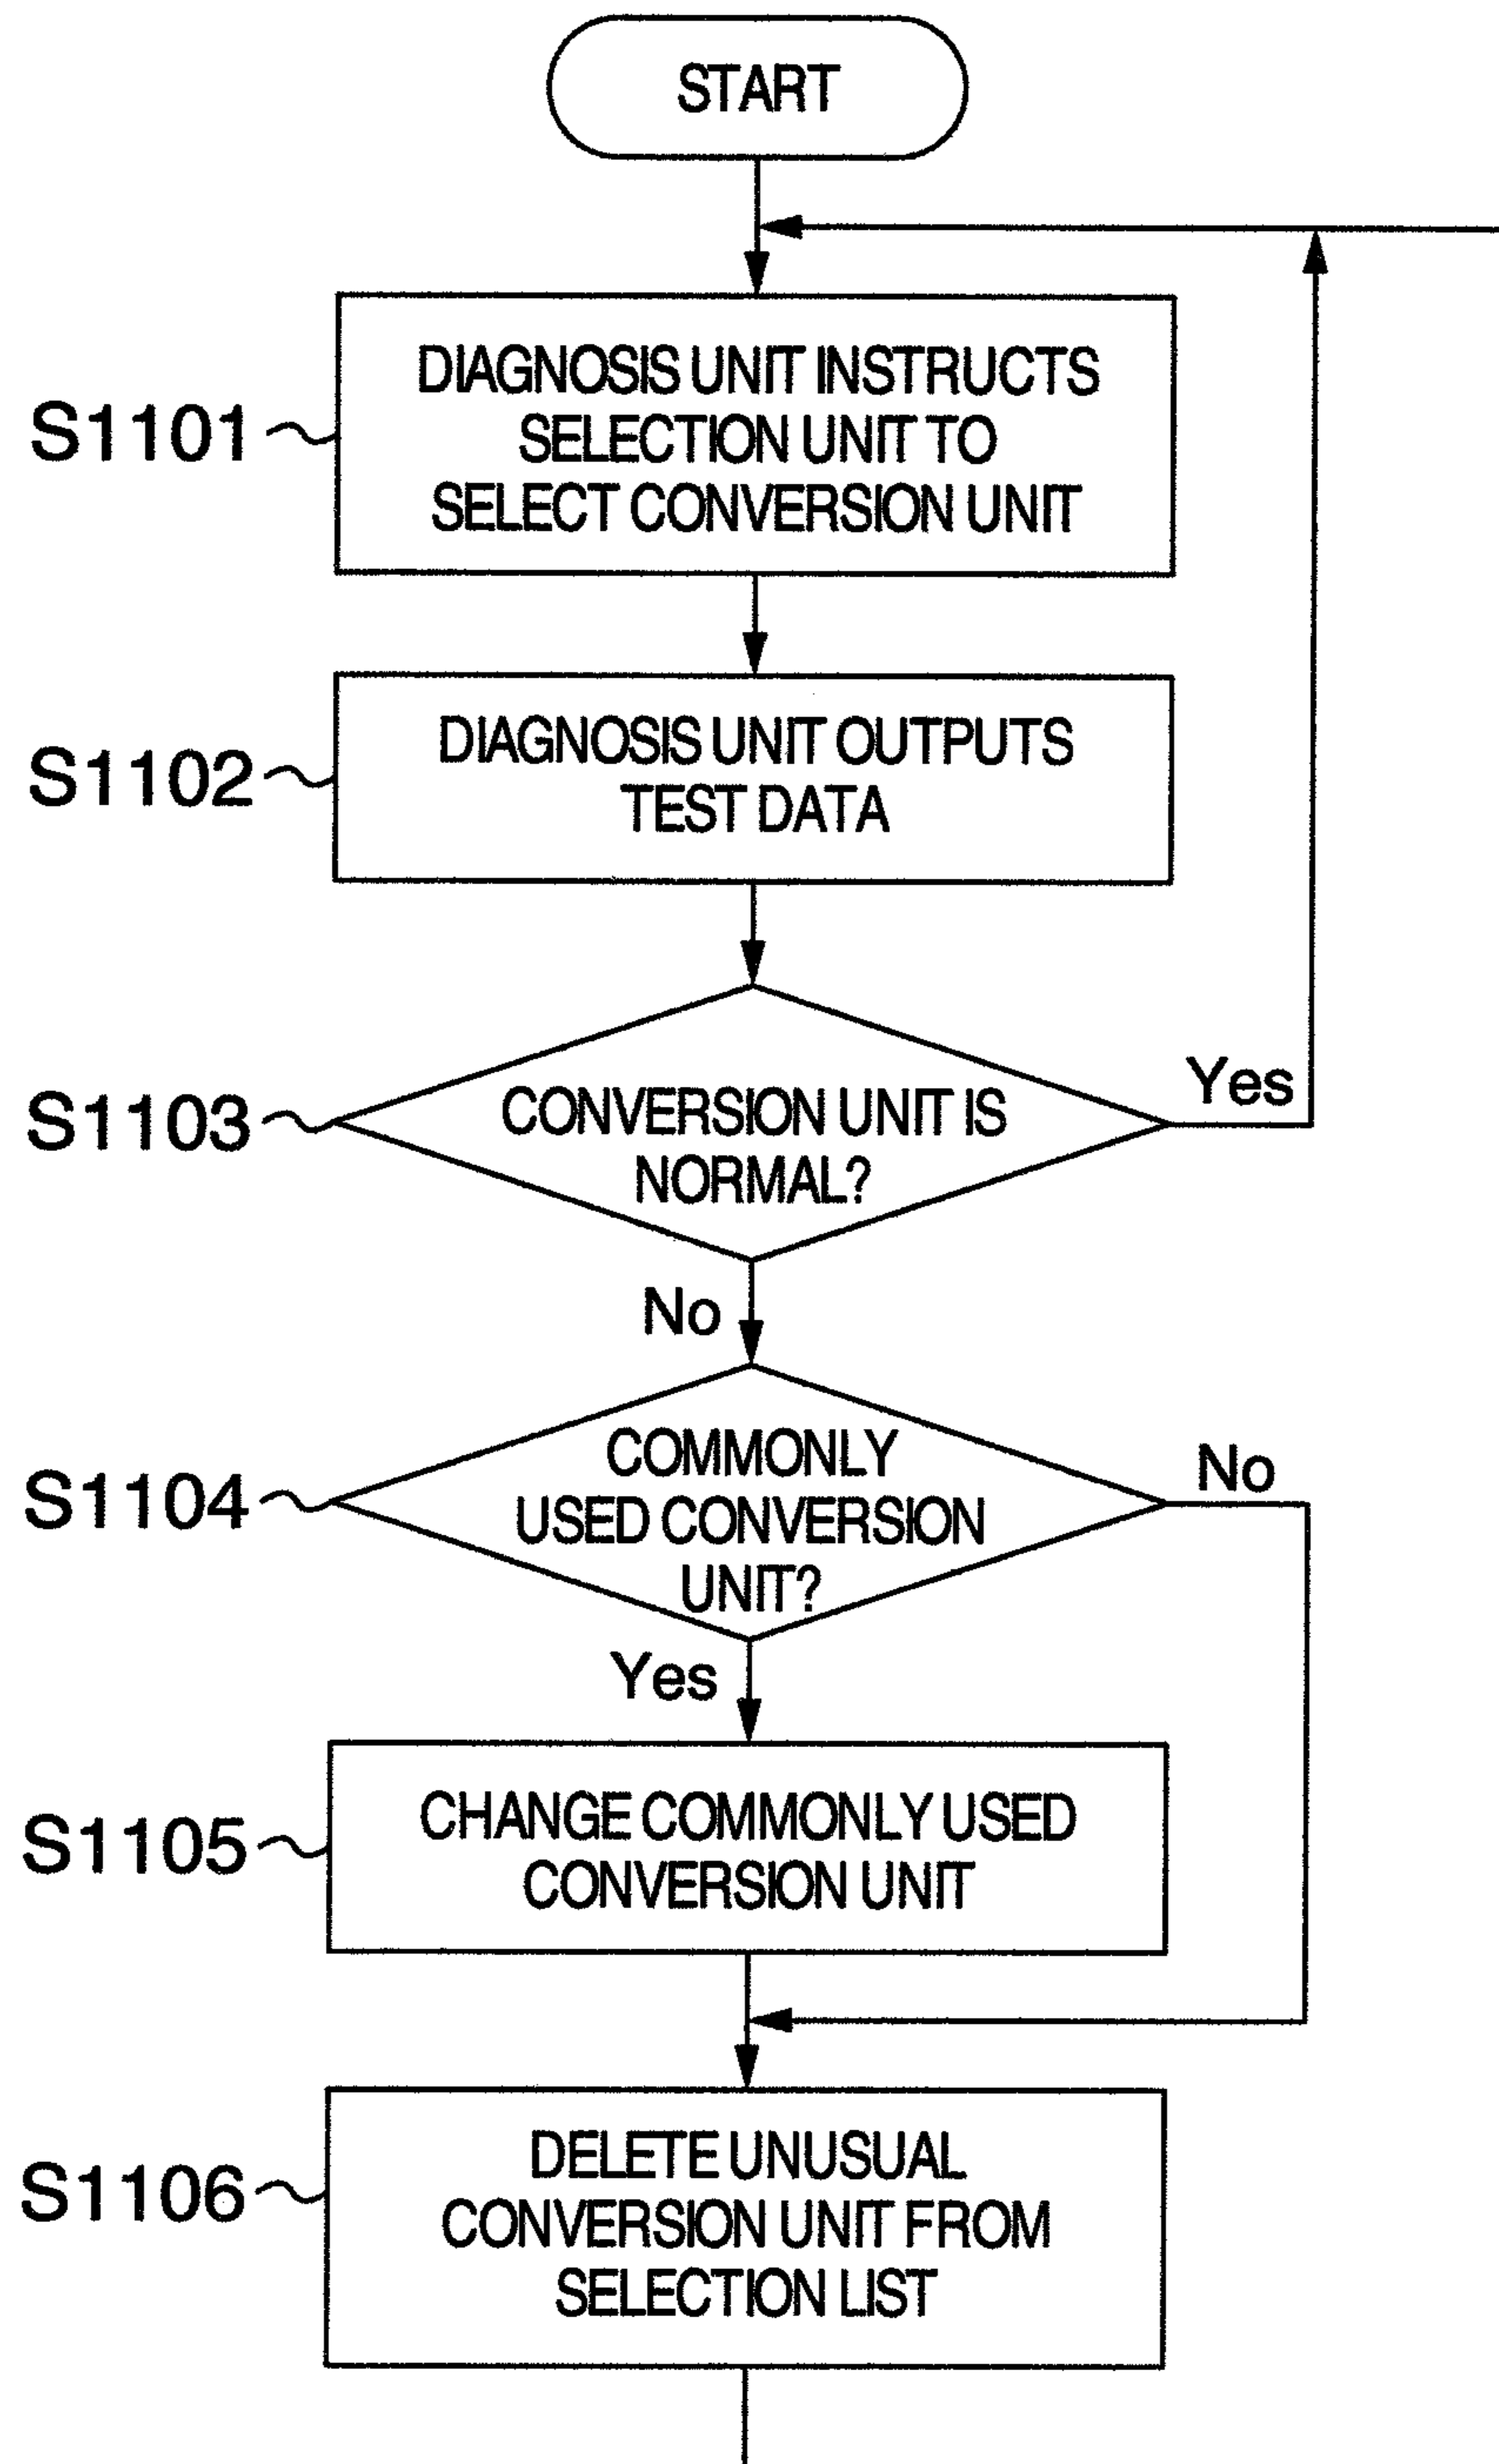 START
DIAGNOSIS UNIT INSTRUCTS
SELECTION UNIT TO
SELECT CONVERSION UNIT
S1101
DIAGNOSIS UNIT OUTPUTS
TEST DATA
S1102
CONVERSION UNIT IS
NORMAL?
S1103
Yes
No
COMMONLY
USED CONVERSION
UNIT?
S1104
No
Yes
CHANGE COMMONLY USED
CONVERSION UNIT
S1105
DELETE UNUSUAL
CONVERSION UNIT FROM
SELECTION LIST
S1106